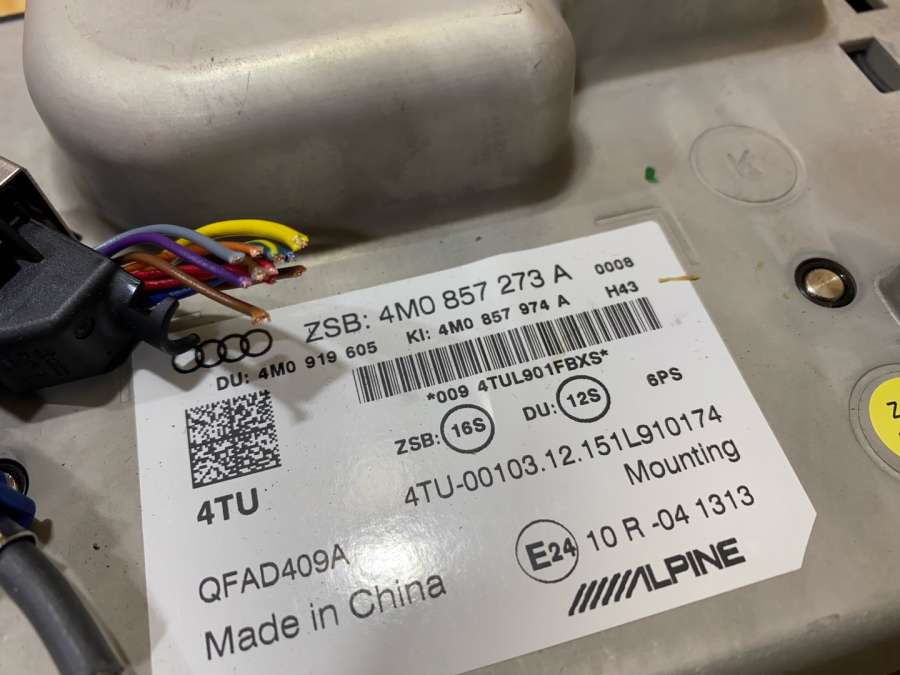 K
ZSB: 4M0 857 273 A 0008
DU: 4M0 919 605 KI: 4M0 857 974 A H43
*009 4TUL901FBXS*
ZSB: 16S DU: 12S 6PS
4TU
4TU-00103.12.151L910174
Mounting
QFAD409A
E24 10 R -04 1313
Made in China
ALPINE
Z